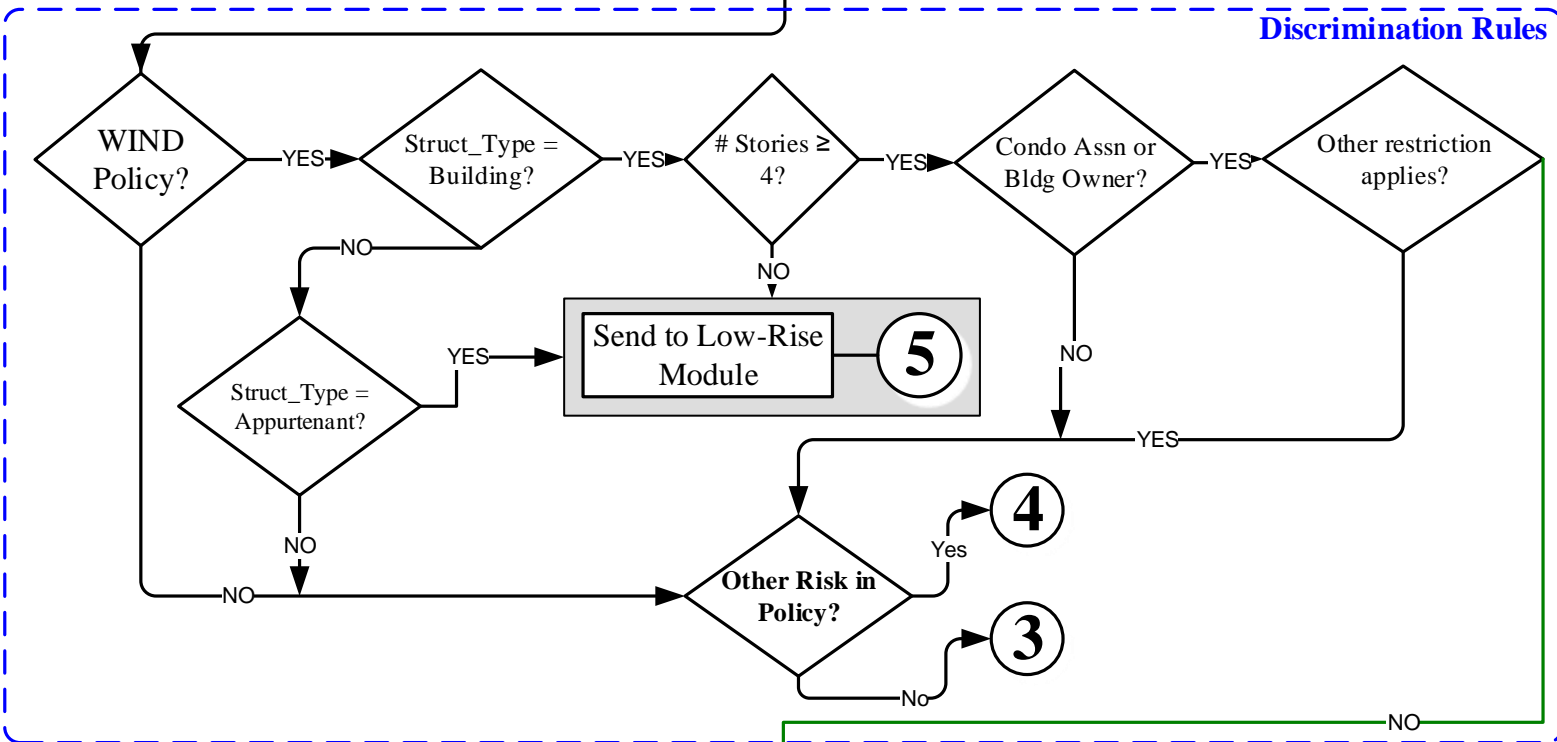 Discrimination Rules
WIND
Policy?
YES
Struct_Type =
Building?
YES
# Stories ≥
4?
YES
Condo Assn or
Bldg Owner?
YES
Other restriction
applies?
NO
NO
Send to Low-Rise
Module
5
YES
Struct_Type =
Appurtenant?
NO
YES
NO
NO
Other Risk in
Policy?
Yes
4
No
3
NO